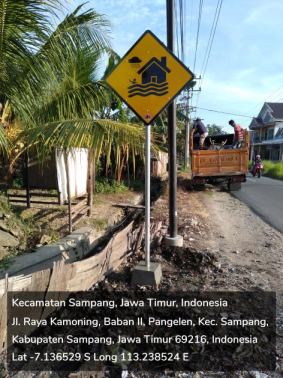 Kecamatan Sampang, Jawa Timur, Indonesia
Jl. Raya Kamoning, Baban II, Pangelen, Kec. Sampang,
Kabupaten Sampang, Jawa Timur 69216, Indonesia
Lat -7.136529 S Long 113.238524 E